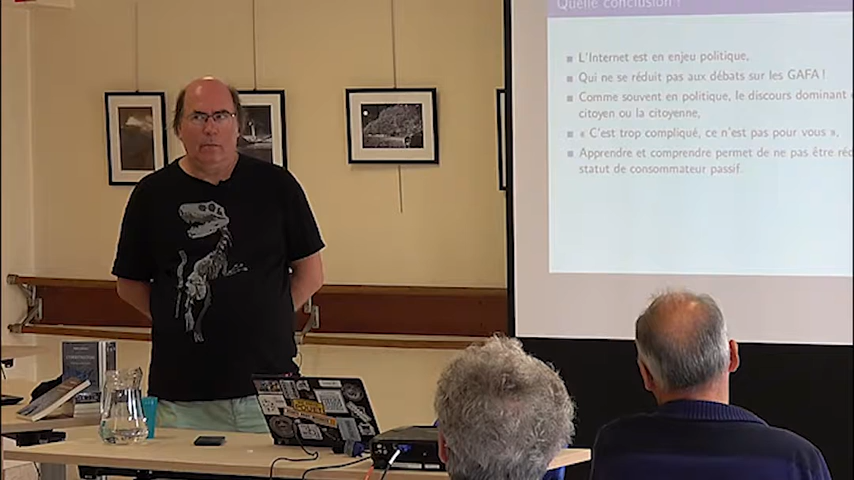 Quelle conclusion ?
L'Internet est en enjeu politique,
Qui ne se réduit pas aux débats sur les GAFA !
Comme souvent en politique, le discours dominant
citoyen ou la citoyenne,
« C'est trop compliqué, ce n'est pas pour vous »,
Apprendre et comprendre permet de ne pas être
statut de consommateur passif.